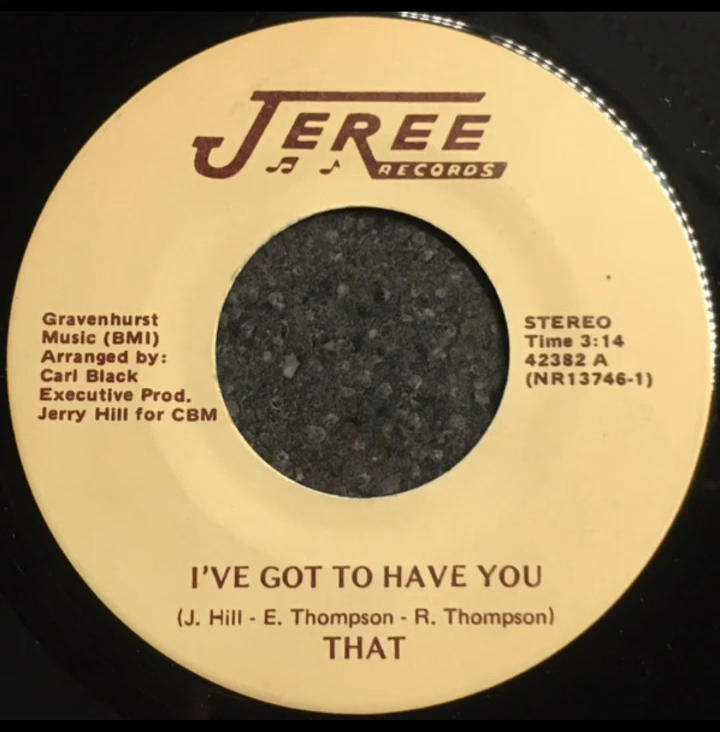 JEREE
RECORDS
Gravenhurst
Music (BMI)
Arranged by:
Carl Black
Executive Prod.
Jerry Hill for CBM
STEREO
Time 3:14
42382 A
(NR13746-1)
I'VE GOT TO HAVE YOU
(J. Hill - E. Thompson - R. Thompson)
THAT